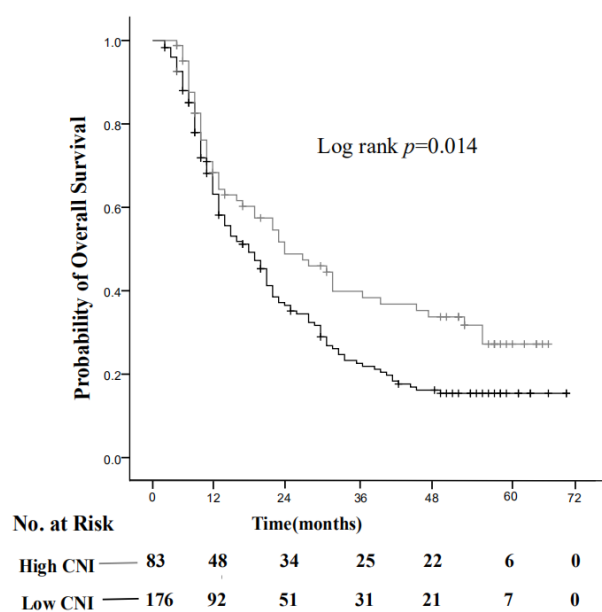 1.0
0.8
Log rank p=0.014
0.6
0.4
0.2
0.0
Probability of Overall Survival
0 12 24 36 48 60 72
No. at Risk Time(months)
High CNI 83 48 34 25 22 6 0
Low CNI 176 92 51 31 21 7 0